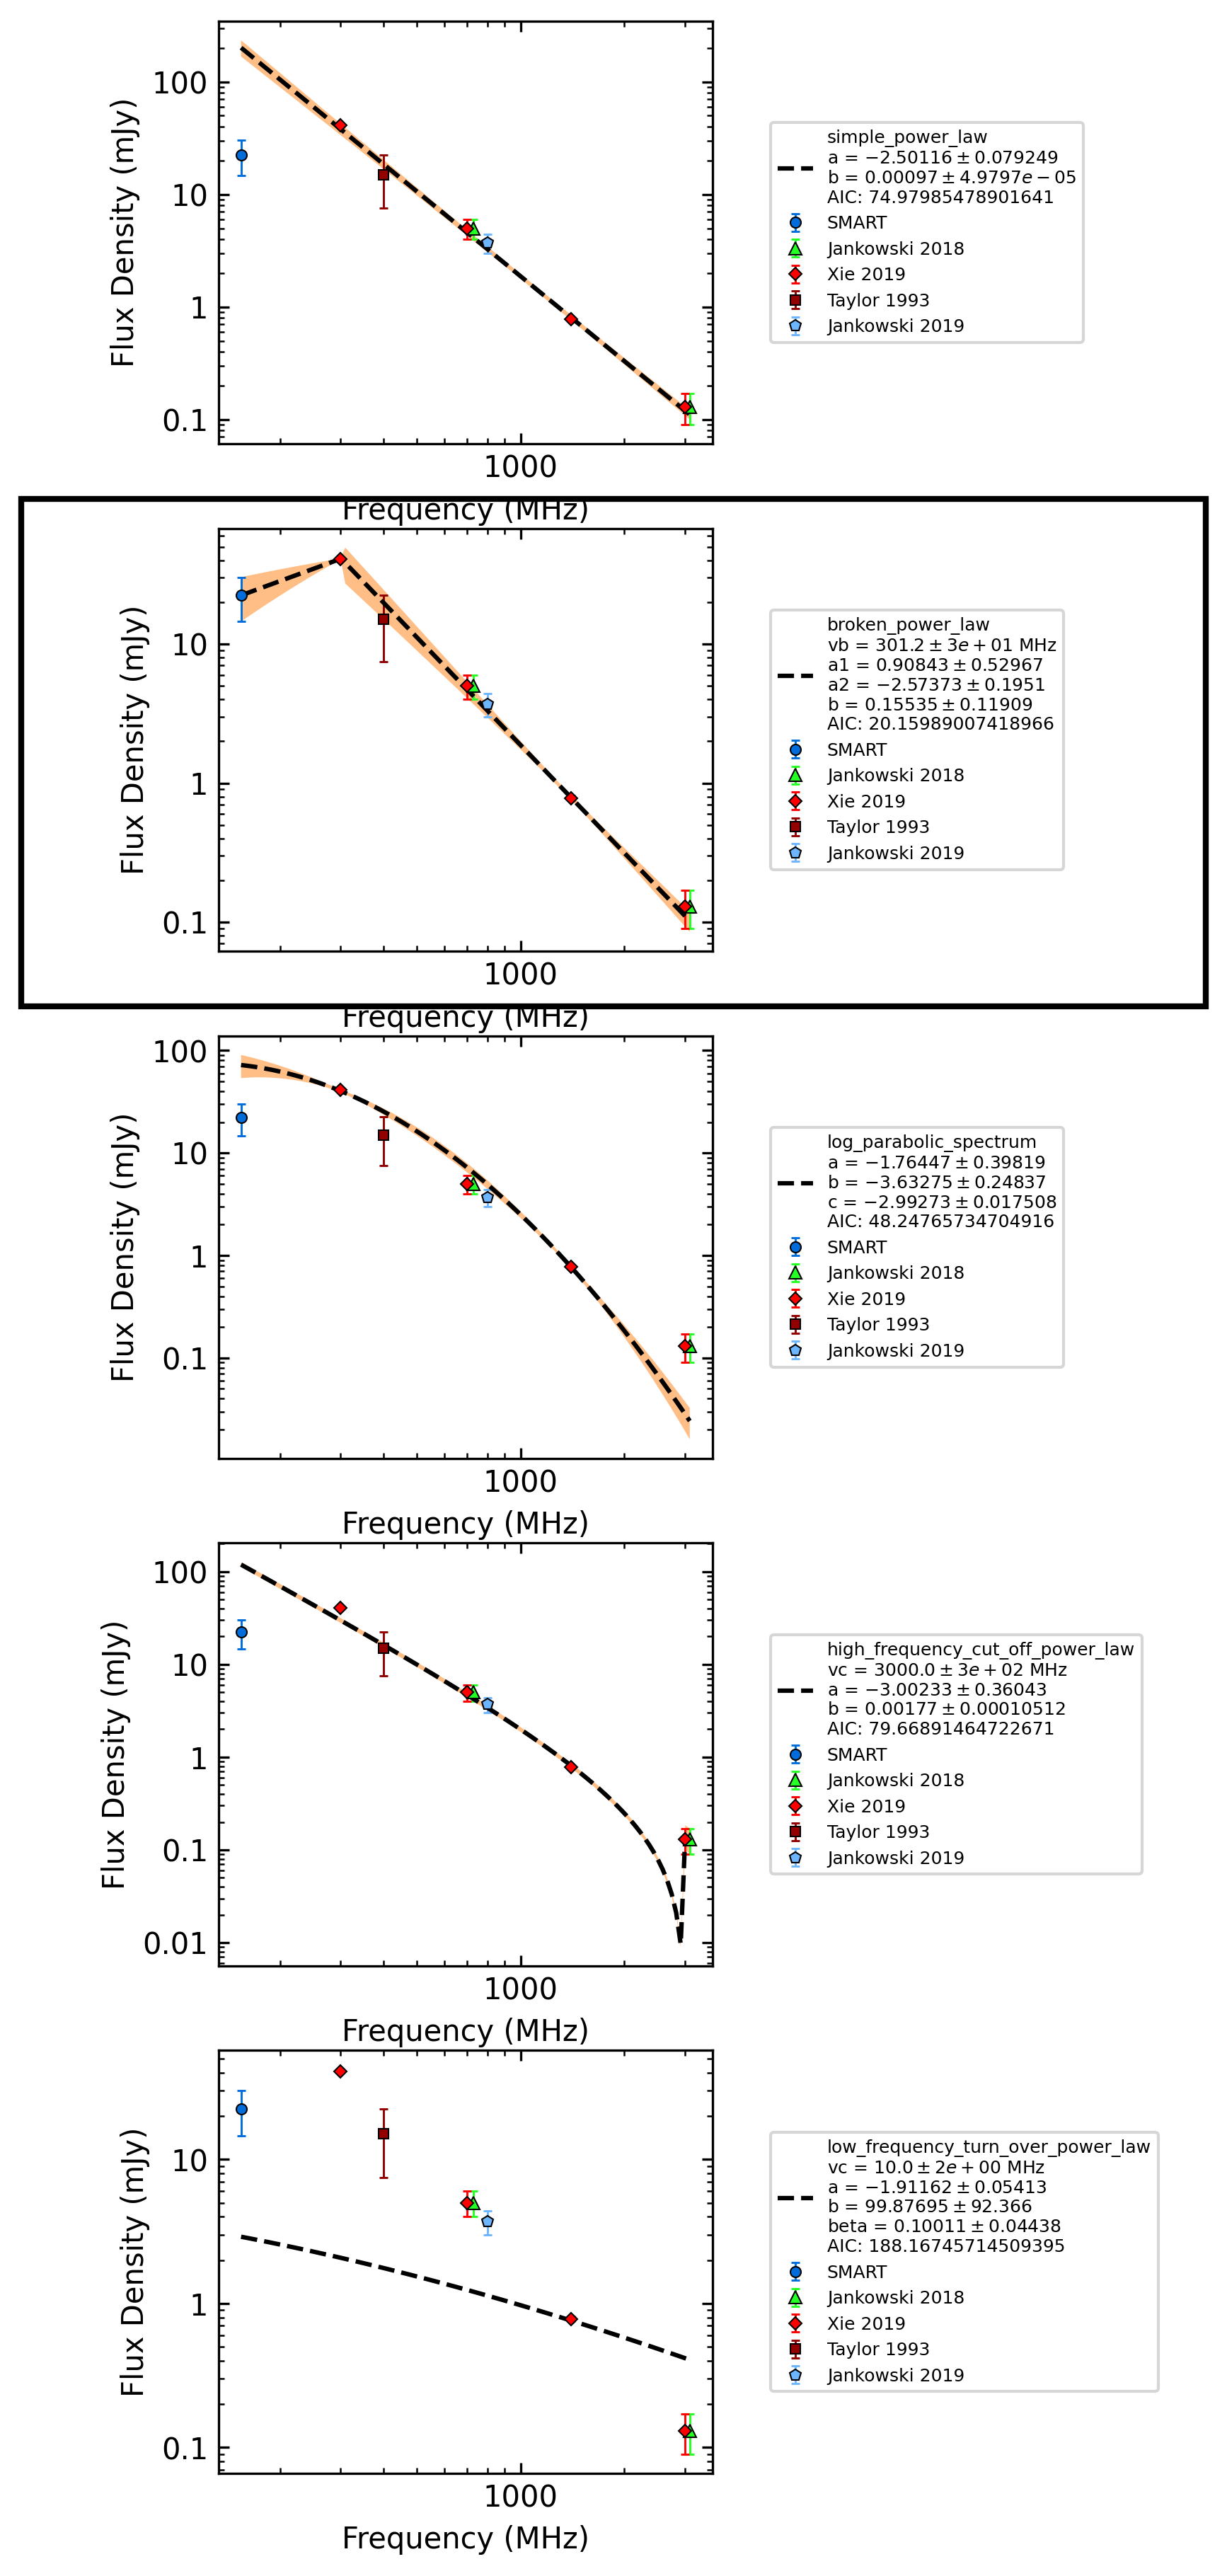 100
10
1
0.1
Flux Density (mJy)
1000
simple_power_law
a = −2.50116 ± 0.079249
b = 0.00097 ± 4.9797e − 05
AIC: 74.97985478901641
SMART
Jankowski 2018
Xie 2019
Taylor 1993
Jankowski 2019
Frequency (MHz)
10
1
0.1
Flux Density (mJy)
1000
broken_power_law
vb = 301.2 ± 3e + 01 MHz
a1 = 0.90843 ± 0.52967
a2 = −2.57373 ± 0.1951
b = 0.15535 ± 0.11909
AIC: 20.15989007418966
SMART
Jankowski 2018
Xie 2019
Taylor 1993
Jankowski 2019
Frequency (MHz)
100
10
1
0.1
Flux Density (mJy)
1000
Frequency (MHz)
log_parabolic_spectrum
a = −1.76447 ± 0.39819
b = −3.63275 ± 0.24837
c = −2.99273 ± 0.017508
AIC: 48.24765734704916
SMART
Jankowski 2018
Xie 2019
Taylor 1993
Jankowski 2019
100
10
1
0.1
0.01
Flux Density (mJy)
1000
Frequency (MHz)
high_frequency_cut_off_power_law
vc = 3000.0 ± 3e + 02 MHz
a = −3.00233 ± 0.36043
b = 0.00177 ± 0.00010512
AIC: 79.66891464722671
SMART
Jankowski 2018
Xie 2019
Taylor 1993
Jankowski 2019
10
1
0.1
Flux Density (mJy)
1000
Frequency (MHz)
low_frequency_turn_over_power_law
vc = 10.0 ± 2e + 00 MHz
a = −1.91162 ± 0.05413
b = 99.87695 ± 92.366
beta = 0.10011 ± 0.04438
AIC: 188.16745714509395
SMART
Jankowski 2018
Xie 2019
Taylor 1993
Jankowski 2019